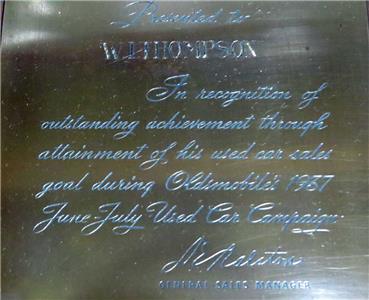 Presented to
W. J. THOMPSON
In recognition of
outstanding achievement through
attainment of his used car sales
goal during Oldsmobile's 1957
June-July Used Car Campaign
GENERAL SALES MANAGER